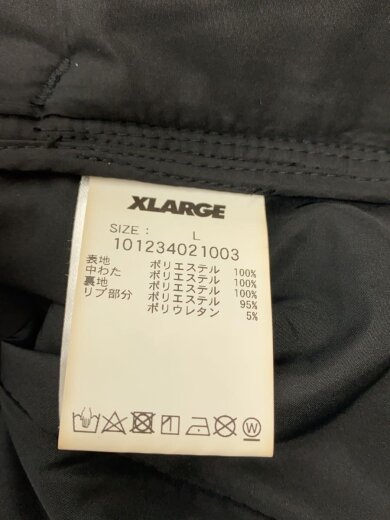 XLARGE
SIZE : L
101234021003
表地 ポリエステル 100%
中わた ポリエステル 100%
裏地 ポリエステル 100%
リブ部分 ポリエステル 95%
ポリウレタン 5%
W